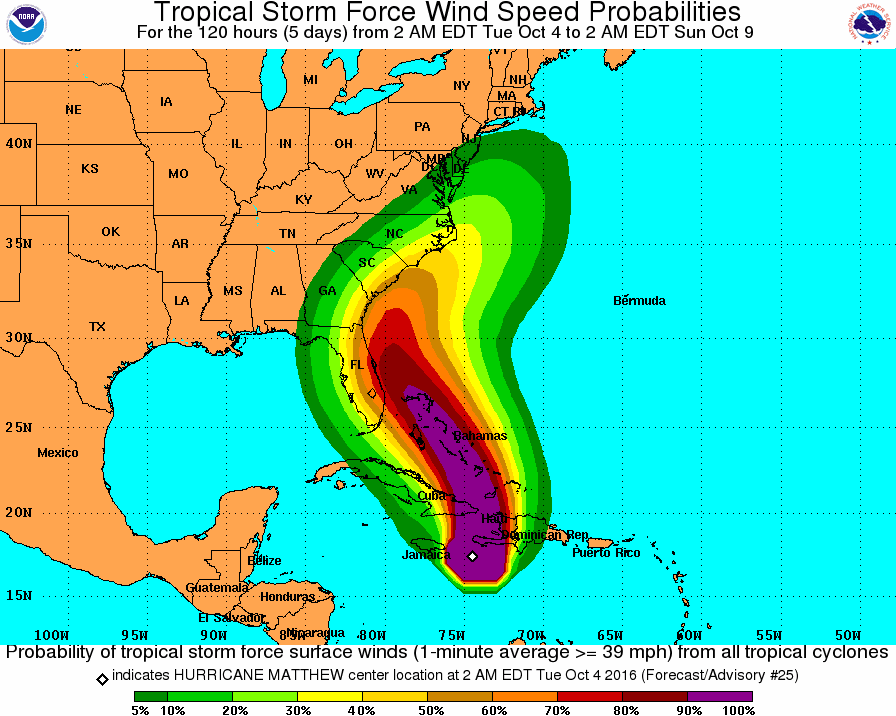 Tropical Storm Force Wind Speed Probabilities
For the 120 hours (5 days) from 2 AM EDT Tue Oct 4 to 2 AM EDT Sun Oct 9
NOAA
NATIONAL WEATHER SERVICE
MI
NY
VT
NH
MA
CT RI
NE
IA
PA
NJ
40N
IL
IN
OH
MD
DC
DE
KS
MO
WV
VA
KY
OK
AR
TN
NC
35N
SC
MS
AL
GA
LA
Bermuda
TX
30N
FL
25N
Mexico
Bahamas
Cuba
20N
Haiti
Dominican Rep
Jamaica
Puerto Rico
Belize
Guatemala
15N
Honduras
El Salvador
Nicaragua
100W 95W 90W 85W 80W 75W 70W 65W 60W 55W 50W
Probability of tropical storm force surface winds (1-minute average >= 39 mph) from all tropical cyclones
indicates HURRICANE MATTHEW center location at 2 AM EDT Tue Oct 4 2016 (Forecast/Advisory #25)
5% 10% 20% 30% 40% 50% 60% 70% 80% 90% 100%